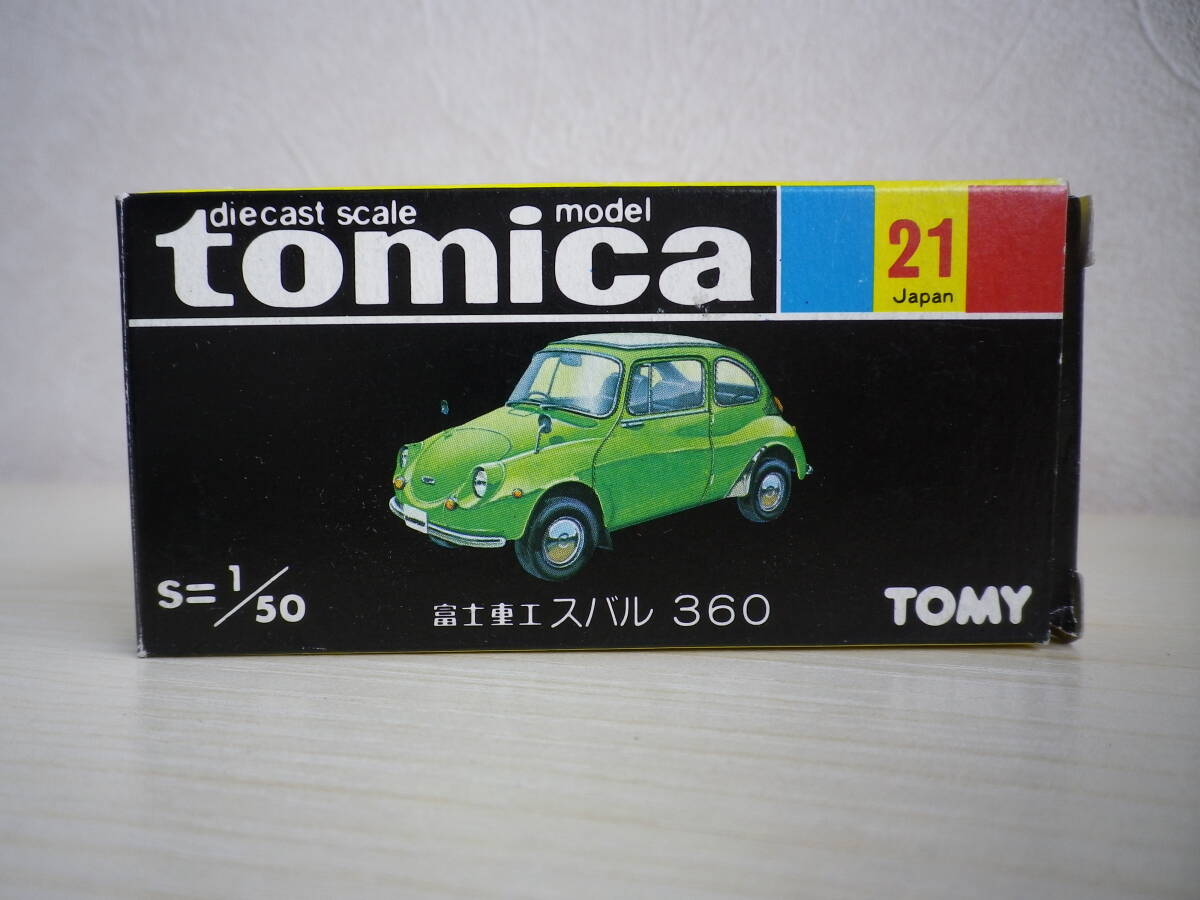 diecast scale model
tomica
21
Japan
S=1/50
富士重工 スバル 360
TOMY